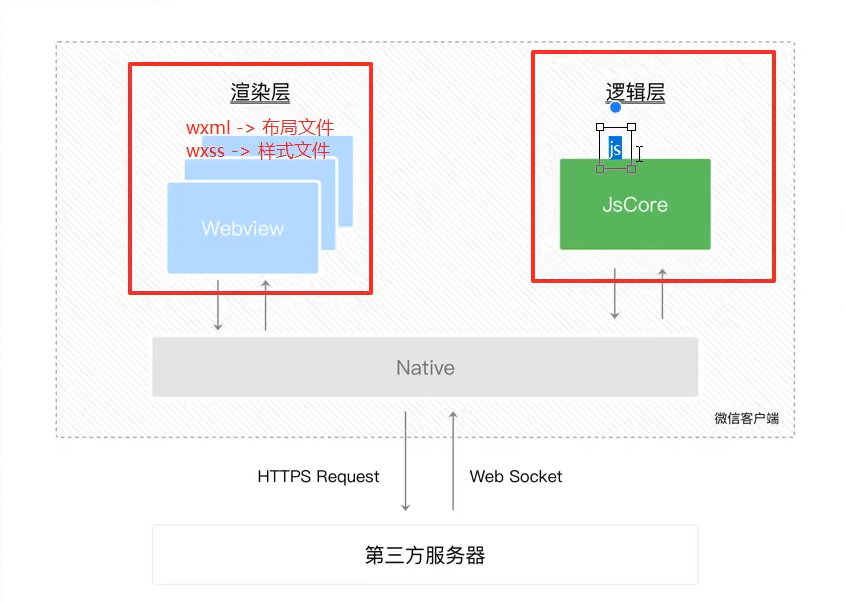 渲染层
wxml -> 布局文件
wxss -> 样式文件
Webview
逻辑层
js
JsCore
Native
微信客户端
HTTPS Request
Web Socket
第三方服务器